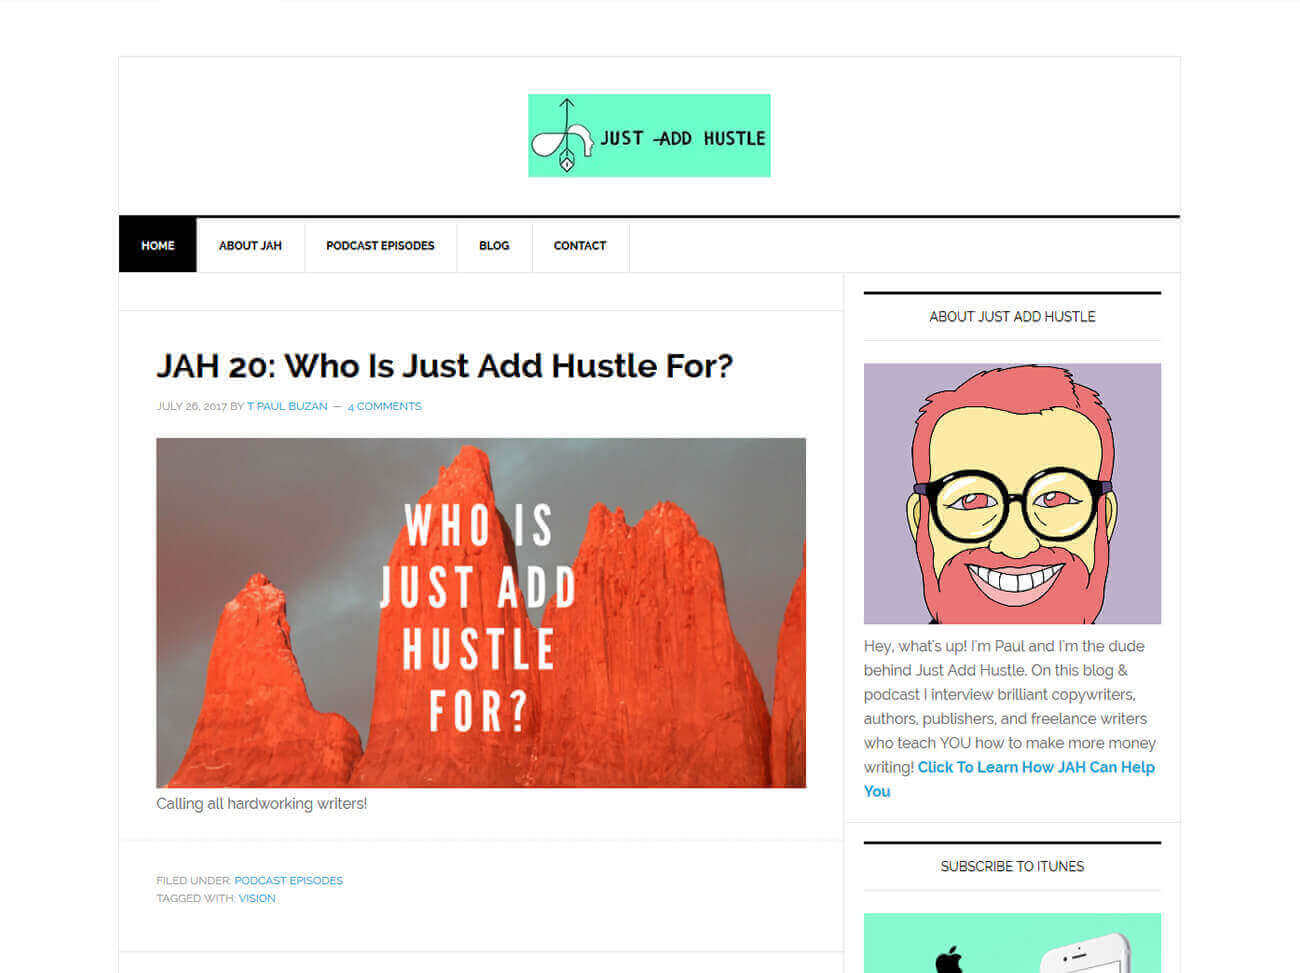 JUST ADD HUSTLE
HOME
ABOUT JAH
PODCAST EPISODES
BLOG
CONTACT
JAH 20: Who Is Just Add Hustle For?
JULY 26, 2017 BY T PAUL BUZAN — 4 COMMENTS
WHO IS
JUST ADD
HUSTLE
FOR?
Calling all hardworking writers!
FILED UNDER: PODCAST EPISODES
TAGGED WITH: VISION
ABOUT JUST ADD HUSTLE
Hey, what's up! I'm Paul and I'm the dude
behind Just Add Hustle. On this blog &
podcast I interview brilliant copywriters,
authors, publishers, and freelance writers
who teach YOU how to make more money
writing! Click To Learn How JAH Can Help
You
SUBSCRIBE TO ITUNES